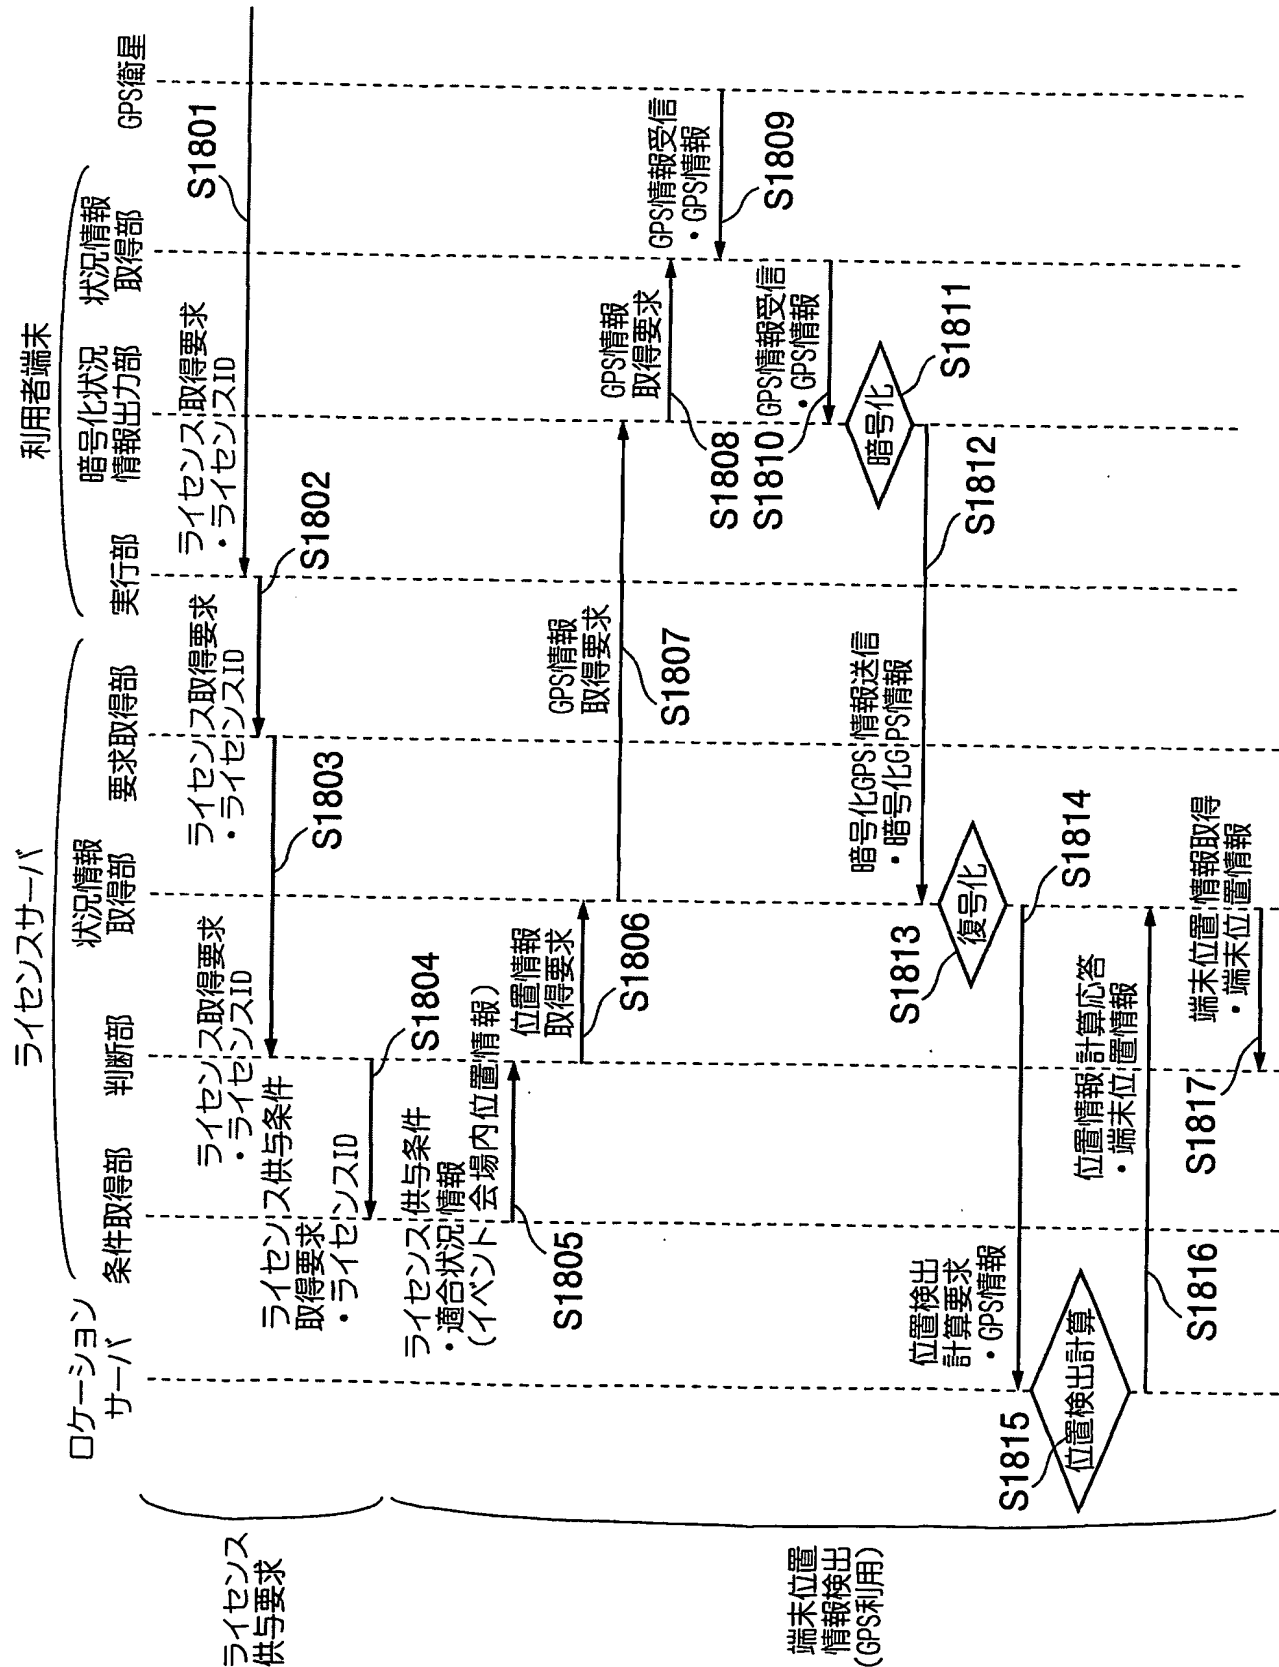 ロケーション
サーバ
ライセンスサーバ
条件取得部
判断部
状況情報
取得部
要求取得部
利用者端末
実行部
暗号化状況
情報出力部
状況情報
取得部
GPS衛星
ライセンス
供与要求
ライセンス取得要求
・ライセンスID
S1801
ライセンス取得要求
・ライセンスID
S1802
ライセンス取得要求
・ライセンスID
S1803
ライセンス供与条件
取得要求
・ライセンスID
S1804
端末位置
情報検出
(GPS利用)
ライセンス供与条件
・適合状況情報
(イベント会場内位置情報)
S1805
位置情報
取得要求
S1806
GPS情報
取得要求
S1807
GPS情報
取得要求
S1808
GPS情報受信
・GPS情報
S1809
GPS情報受信
・GPS情報
S1810
暗号化
S1811
暗号化GPS情報送信
・暗号化GPS情報
S1812
復号化
S1813
位置検出
計算要求
・GPS情報
S1814
位置検出計算
S1815
位置情報計算応答
・端末位置情報
S1816
端末位置情報取得
・端末位置情報
S1817